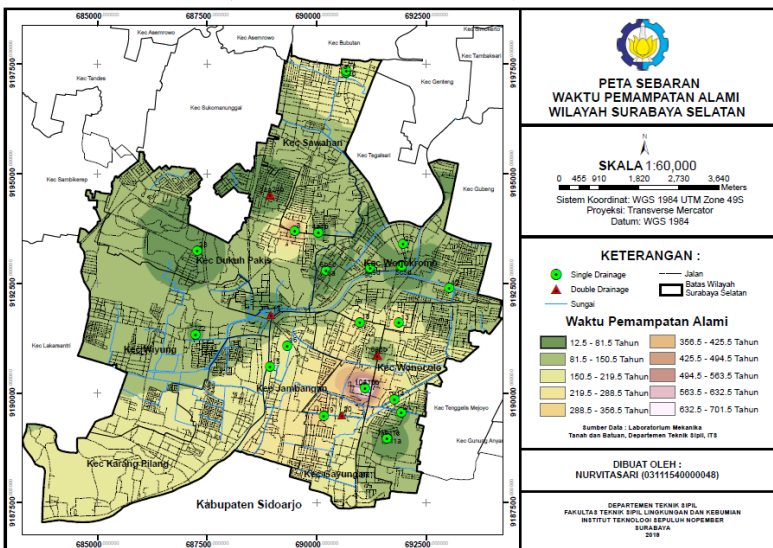 685000
687500
690000
692500
9197500
9195000
9192500
9190000
9187500
Kec Asemrowo
Kec Asemrowo
Kec Bubutan
Kec Tambaksari
Kec Tandes
Kec Genteng
Kec Sukomanunggal
Kec Sawahan
Kec Tegalsari
Kec Sambikerep
Kec Gubeng
Kec Dukuh Pakis
Kec Wonokromo
Kec Lakarsantri
Kec Wiyung
Kec Wonocolo
Kec Jambangan
Kec Tenggilis Mejoyo
Kec Gunung Anyar
Kec Karang Pilang
Kec Gayungan
Kabupaten Sidoarjo
685000
687500
690000
692500
PETA SEBARAN
WAKTU PEMAMPATAN ALAMI
WILAYAH SURABAYA SELATAN
N
SKALA 1:60,000
0 455 910 1,820 2,730 3,640
Meters
Sistem Koordinat: WGS 1984 UTM Zone 49S
Proyeksi: Transverse Mercator
Datum: WGS 1984
KETERANGAN :
Single Drainage
Double Drainage
Sungai
Jalan
Batas Wilayah
Surabaya Selatan
Waktu Pemampatan Alami
12.5 - 81.5 Tahun
81.5 - 150.5 Tahun
150.5 - 219.5 Tahun
219.5 - 288.5 Tahun
288.5 - 356.5 Tahun
356.5 - 425.5 Tahun
425.5 - 494.5 Tahun
494.5 - 563.5 Tahun
563.5 - 632.5 Tahun
632.5 - 701.5 Tahun
Sumber Data : Laboratorium Mekanika
Tanah dan Batuan, Departemen Teknik Sipil, ITS
DIBUAT OLEH :
NURVITASARI (03111540000048)
DEPARTEMEN TEKNIK SIPIL
FAKULTAS TEKNIK SIPIL LINGKUNGAN DAN KEBUMIAN
INSTITUT TEKNOLOGI SEPULUH NOPEMBER
SURABAYA